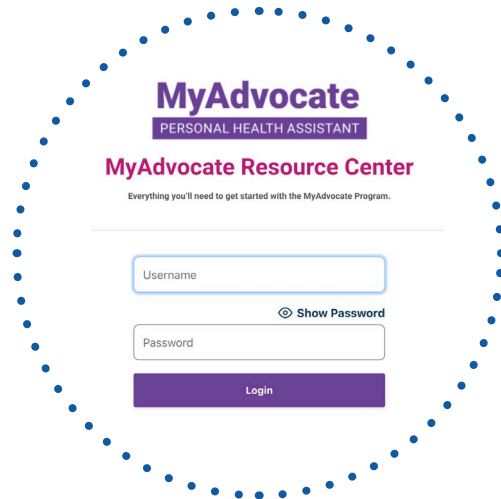 MyAdvocate
PERSONAL HEALTH ASSISTANT
MyAdvocate Resource Center
Everything you'll need to get started with the MyAdvocate Program.
Username
Show Password
Password
Login